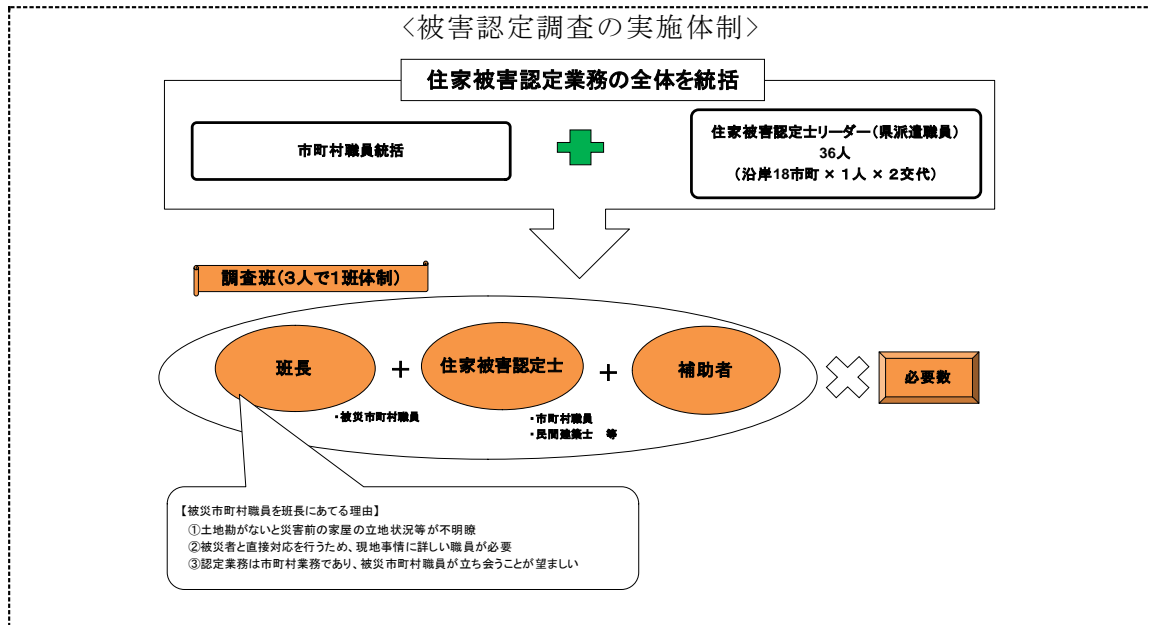 <被害認定調査の実施体制>
住家被害認定業務の全体を統括
市町村職員統括
住家被害認定士リーダー(県派遣職員)
36人
(沿岸18市町 × 1人 × 2交代)
調査班(3人で1班体制)
班長
+
住家被害認定士
+
補助者
必要数
・被災市町村職員
・市町村職員
・民間建築士 等
【被災市町村職員を班長にあてる理由】
①土地勘がないと災害前の家屋の立地状況等が不明瞭
②被災者と直接対応を行うため、現地事情に詳しい職員が必要
③認定業務は市町村業務であり、被災市町村職員が立ち会うことが望ましい